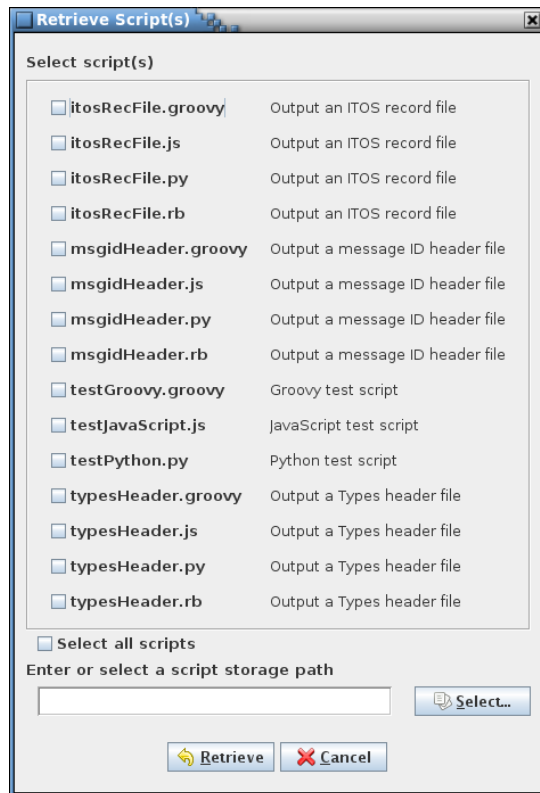 Retrieve Script(s)
Select script(s)
itosRecFile.groovy Output an ITOS record file
itosRecFile.js Output an ITOS record file
itosRecFile.py Output an ITOS record file
itosRecFile.rb Output an ITOS record file
msgidHeader.groovy Output a message ID header file
msgidHeader.js Output a message ID header file
msgidHeader.py Output a message ID header file
msgidHeader.rb Output a message ID header file
testGroovy.groovy Groovy test script
testJavaScript.js JavaScript test script
testPython.py Python test script
typesHeader.groovy Output a Types header file
typesHeader.js Output a Types header file
typesHeader.py Output a Types header file
typesHeader.rb Output a Types header file
Select all scripts
Enter or select a script storage path
Select...
Retrieve Cancel